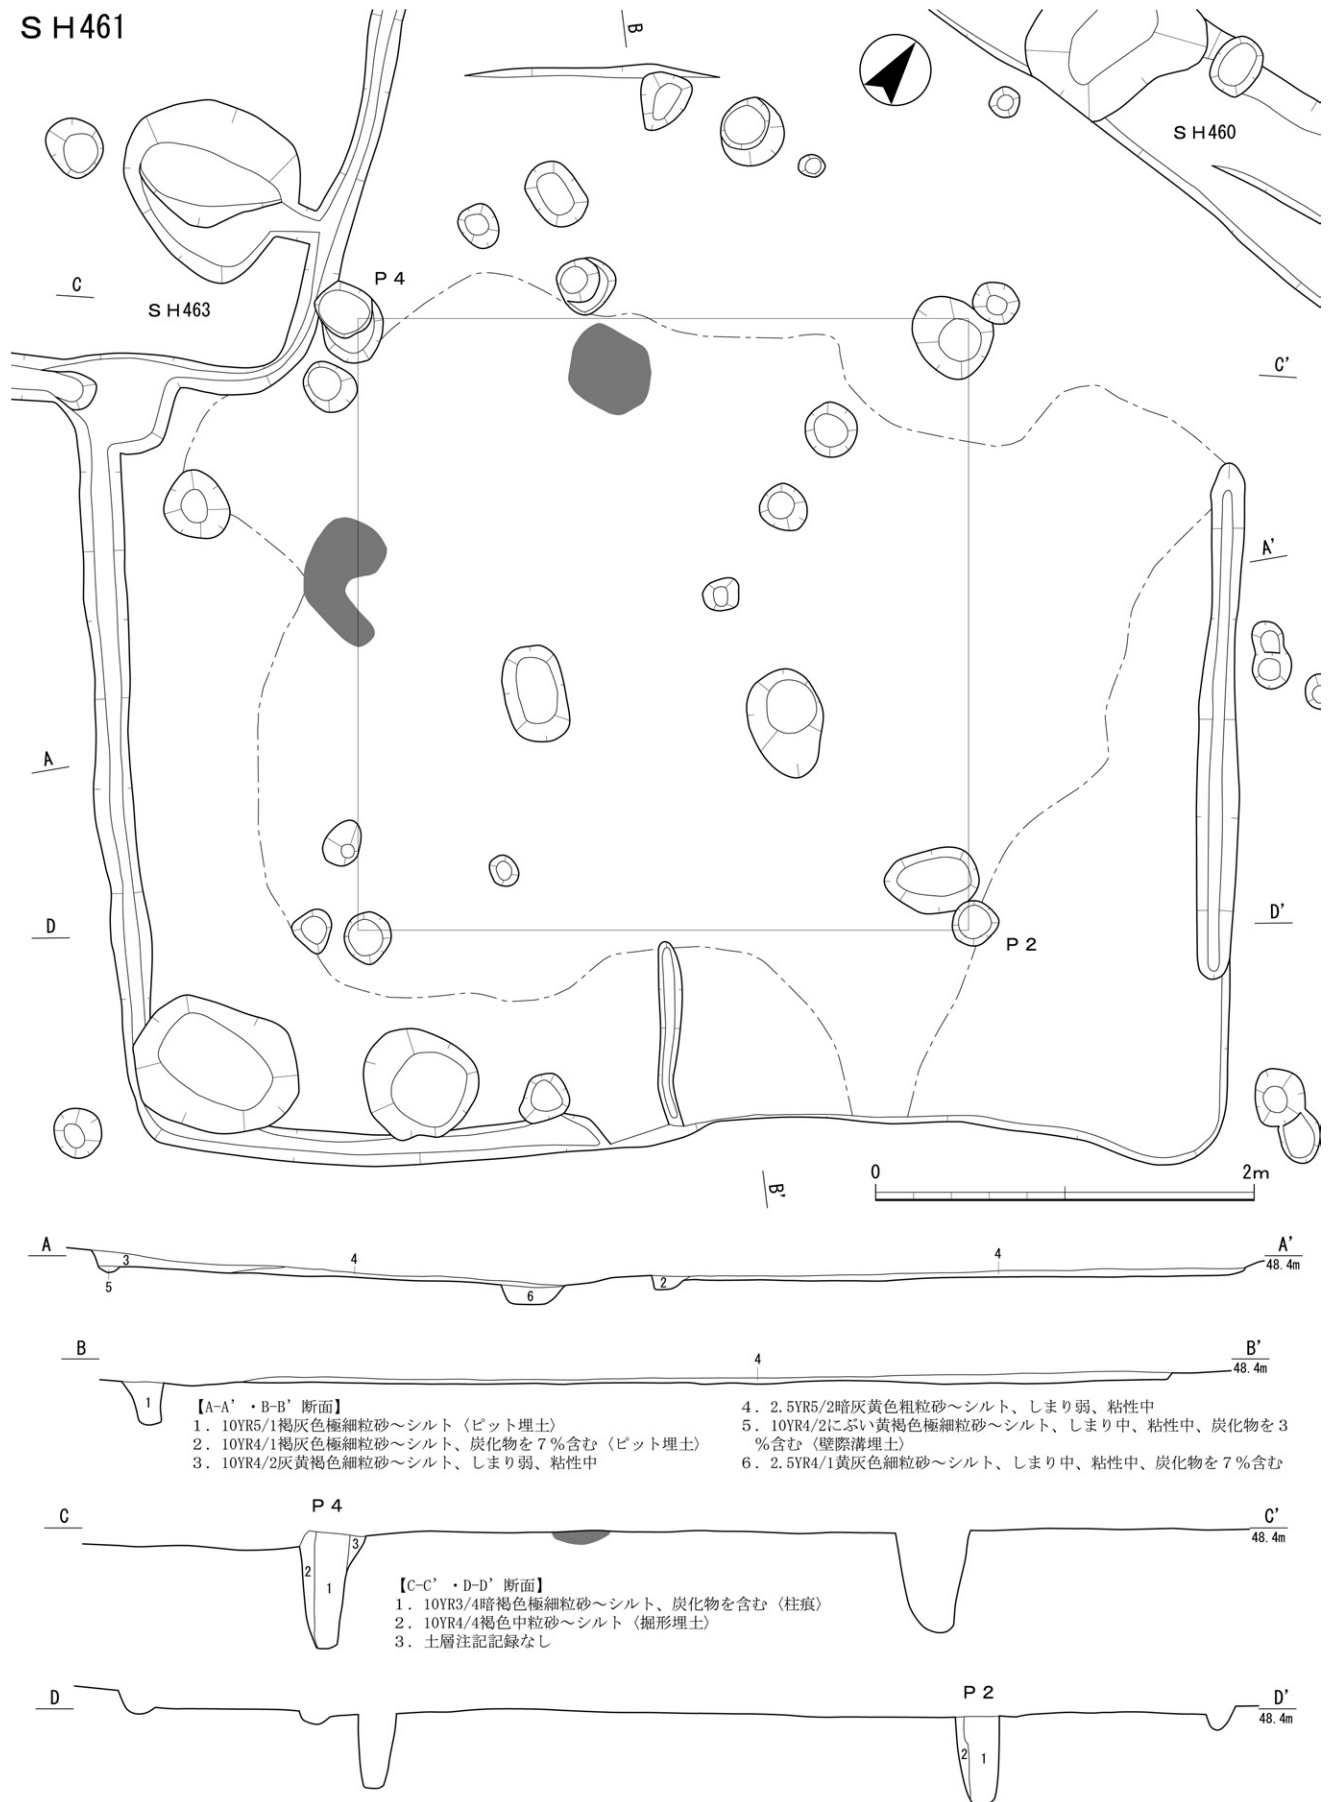 ＳＨ461
B
ＳＨ460
Ｐ４
C
ＳＨ463
C'
A'
A
D
D'
Ｐ２
B'
0 2m
A A'
3 4 4
48.4m
5 6 2
B B'
4
48.4m
1
【A-A'・B-B'断面】
1. 10YR5/1褐灰色極細粒砂～シルト〈ピット埋土〉
2. 10YR4/1褐灰色極細粒砂～シルト、炭化物を７％含む〈ピット埋土〉
3. 10YR4/2灰黄褐色細粒砂～シルト、しまり弱、粘性中
4. 2.5YR5/2暗灰黄色粗粒砂～シルト、しまり弱、粘性中
5. 10YR4/2にぶい黄褐色極細粒砂～シルト、しまり中、粘性中、炭化物を３
％含む〈壁際溝埋土〉
6. 2.5YR4/1黄灰色細粒砂～シルト、しまり中、粘性中、炭化物を７％含む
Ｐ４
C C'
48.4m
2 1 3
【C-C'・D-D'断面】
1. 10YR3/4暗褐色極細粒砂～シルト、炭化物を含む〈柱痕〉
2. 10YR4/4褐色中粒砂～シルト〈掘形埋土〉
3. 土層注記記録なし
Ｐ２
D D'
48.4m
2 1